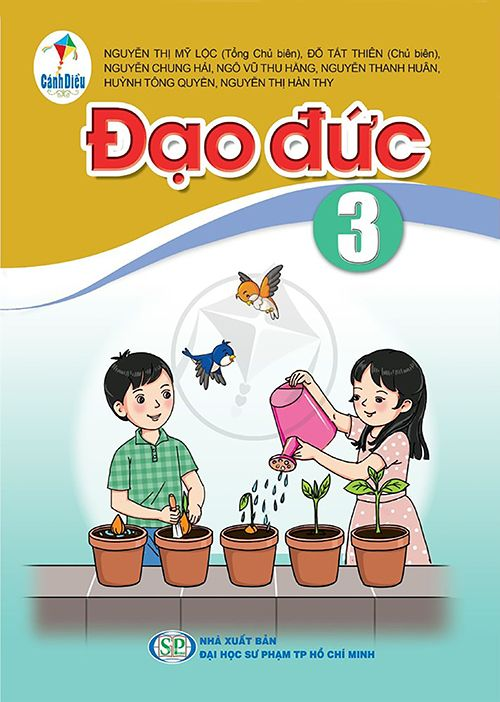 Cánh Diều
NGUYỄN THỊ MỸ LỘC (Tổng Chủ biên), ĐỖ TẤT THIÊN (Chủ biên),
NGUYỄN CHUNG HẢI, NGÔ VŨ THU HẰNG, NGUYỄN THANH HUÂN,
HUỲNH TÔNG QUYỀN, NGUYỄN THỊ HÀN THY
Đạo đức
3
SP
NHÀ XUẤT BẢN
ĐẠI HỌC SƯ PHẠM TP HỒ CHÍ MINH